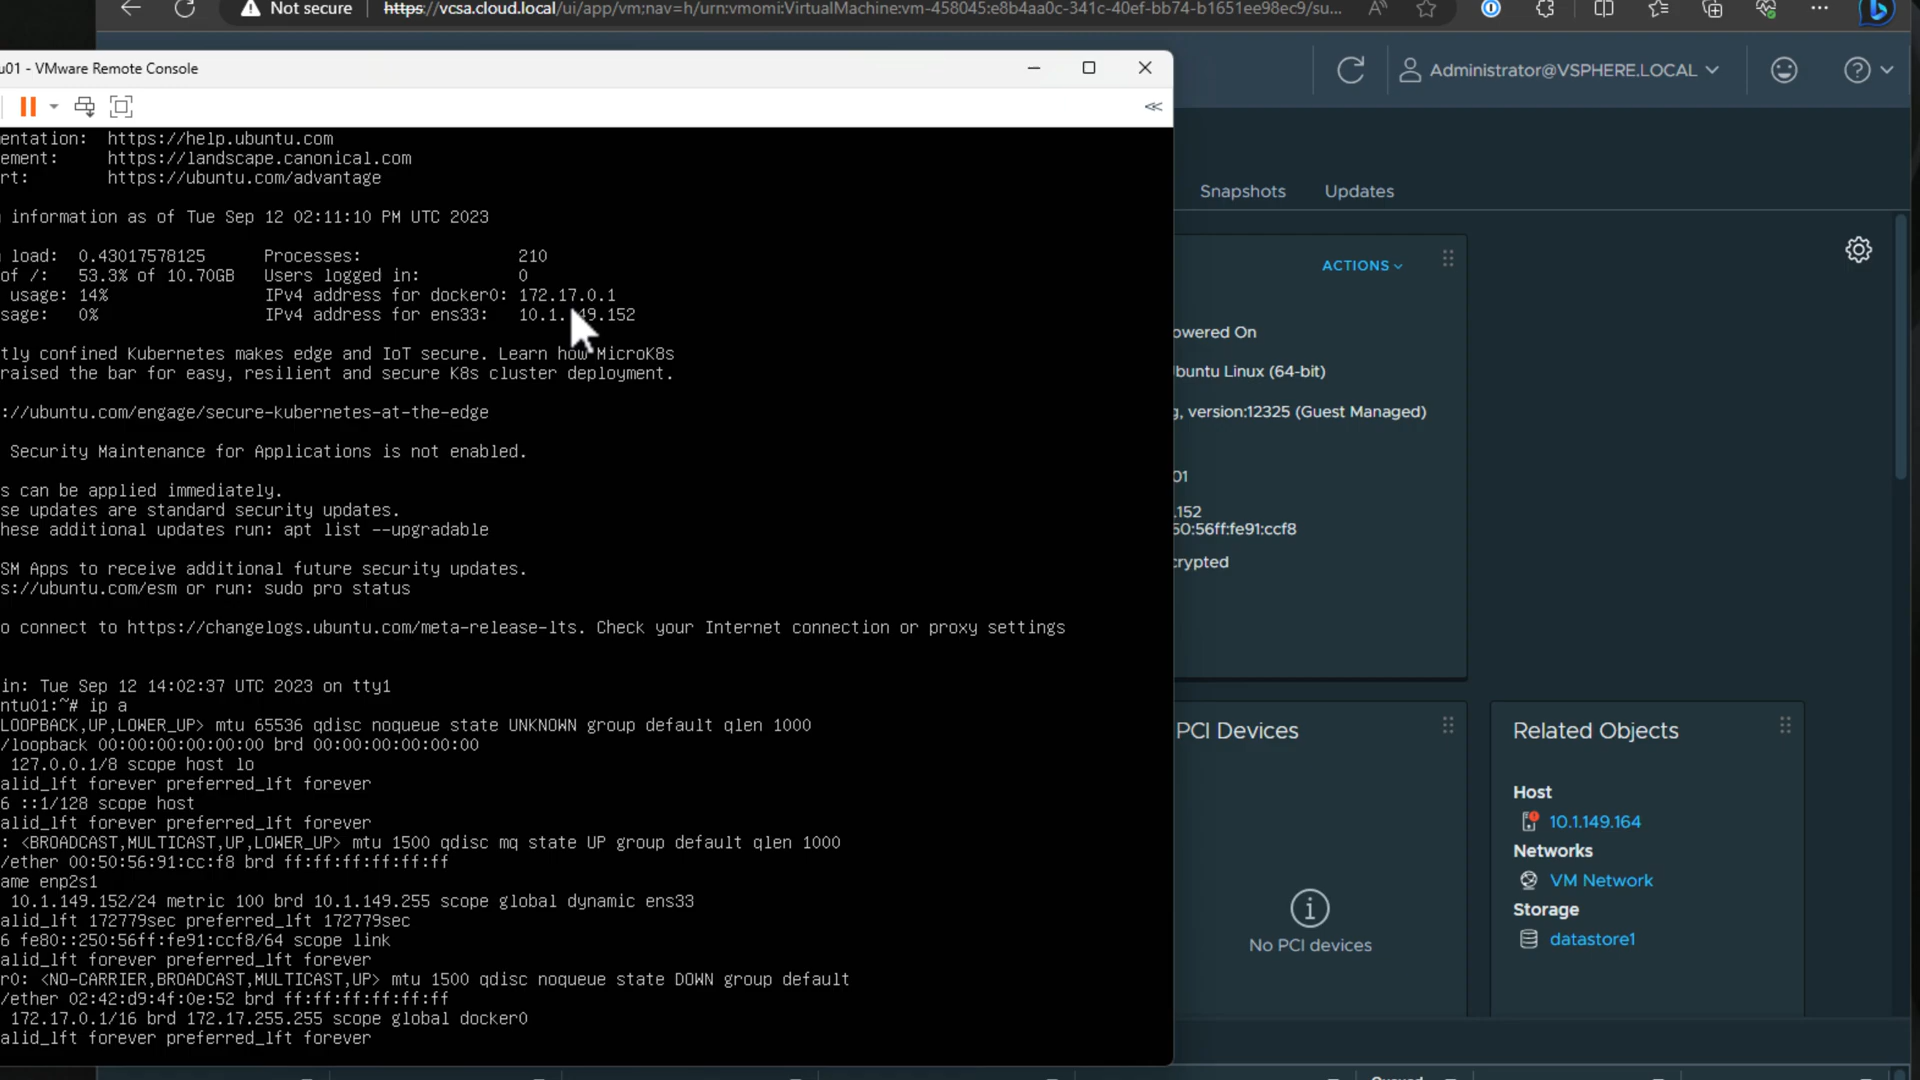 Not secure
https://vcsa.cloud.local/ui/app/vm;nav=h/urn:vmomi:VirtualMachine:vm-458045:e8b4aa0c-341c-40ef-bb74-b1651ee98ec9/su...
u01 - VMware Remote Console
Administrator@VSPHERE.LOCAL
entation: https://help.ubuntu.com
ement: https://landscape.canonical.com
rt: https://ubuntu.com/advantage
information as of Tue Sep 12 02:11:10 PM UTC 2023
load: 0.43017578125 Processes: 210
of /: 53.3% of 10.70GB Users logged in: 0
usage: 14% IPv4 address for docker0: 172.17.0.1
sage: 0% IPv4 address for ens33: 10.1.149.152
tly confined Kubernetes makes edge and IoT secure. Learn how MicroK8s
raised the bar for easy, resilient and secure K8s cluster deployment.
://ubuntu.com/engage/secure-kubernetes-at-the-edge
Security Maintenance for Applications is not enabled.
s can be applied immediately.
se updates are standard security updates.
hese additional updates run: apt list --upgradable
SM Apps to receive additional future security updates.
s://ubuntu.com/esm or run: sudo pro status
o connect to https://changelogs.ubuntu.com/meta-release-lts. Check your Internet connection or proxy settings
in: Tue Sep 12 14:02:37 UTC 2023 on tty1
ntu01:~# ip a
LOOPBACK,UP,LOWER_UP> mtu 65536 qdisc noqueue state UNKNOWN group default qlen 1000
/loopback 00:00:00:00:00:00 brd 00:00:00:00:00:00
127.0.0.1/8 scope host lo
alid_lft forever preferred_lft forever
6 ::1/128 scope host
alid_lft forever preferred_lft forever
: <BROADCAST,MULTICAST,UP,LOWER_UP> mtu 1500 qdisc mq state UP group default qlen 1000
/ether 00:50:56:91:cc:f8 brd ff:ff:ff:ff:ff:ff
ame enp2s1
10.1.149.152/24 metric 100 brd 10.1.149.255 scope global dynamic ens33
alid_lft 172779sec preferred_lft 172779sec
6 fe80::250:56ff:fe91:ccf8/64 scope link
alid_lft forever preferred_lft forever
r0: <NO-CARRIER,BROADCAST,MULTICAST,UP> mtu 1500 qdisc noqueue state DOWN group default
/ether 02:42:d9:4f:0e:52 brd ff:ff:ff:ff:ff:ff
172.17.0.1/16 brd 172.17.255.255 scope global docker0
alid_lft forever preferred_lft forever
Snapshots Updates
ACTIONS
owered On
buntu Linux (64-bit)
g, version:12325 (Guest Managed)
01
.152
50:56ff:fe91:ccf8
crypted
PCI Devices
No PCI devices
Related Objects
Host
10.1.149.164
Networks
VM Network
Storage
datastore1